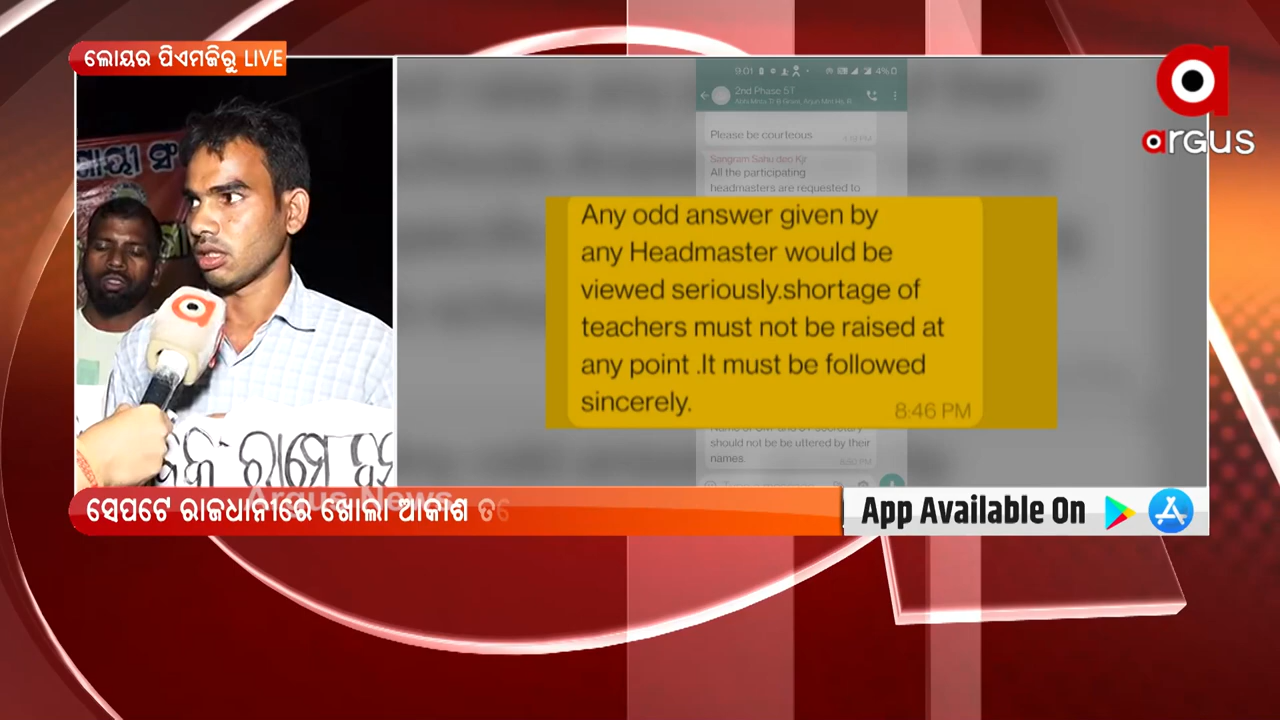 ଲୋୟର ପିଏମଜିରୁ LIVE
argus
ଶାୟୀ ସଂ
9:01
4%
2nd Phase 5T
Please be courteous
Sangram Sahu deo Kjr
All the participating
headmasters are requested to
Any odd answer given by
any Headmaster would be
viewed seriously.shortage of
teachers must not be raised at
any point .It must be followed
sincerely.
8:46 PM
should not be be uttered by their
names.
Argus News
ସେପଟେ ରାଜଧାନୀରେ ଖୋଲା ଆକାଶ
App Available On